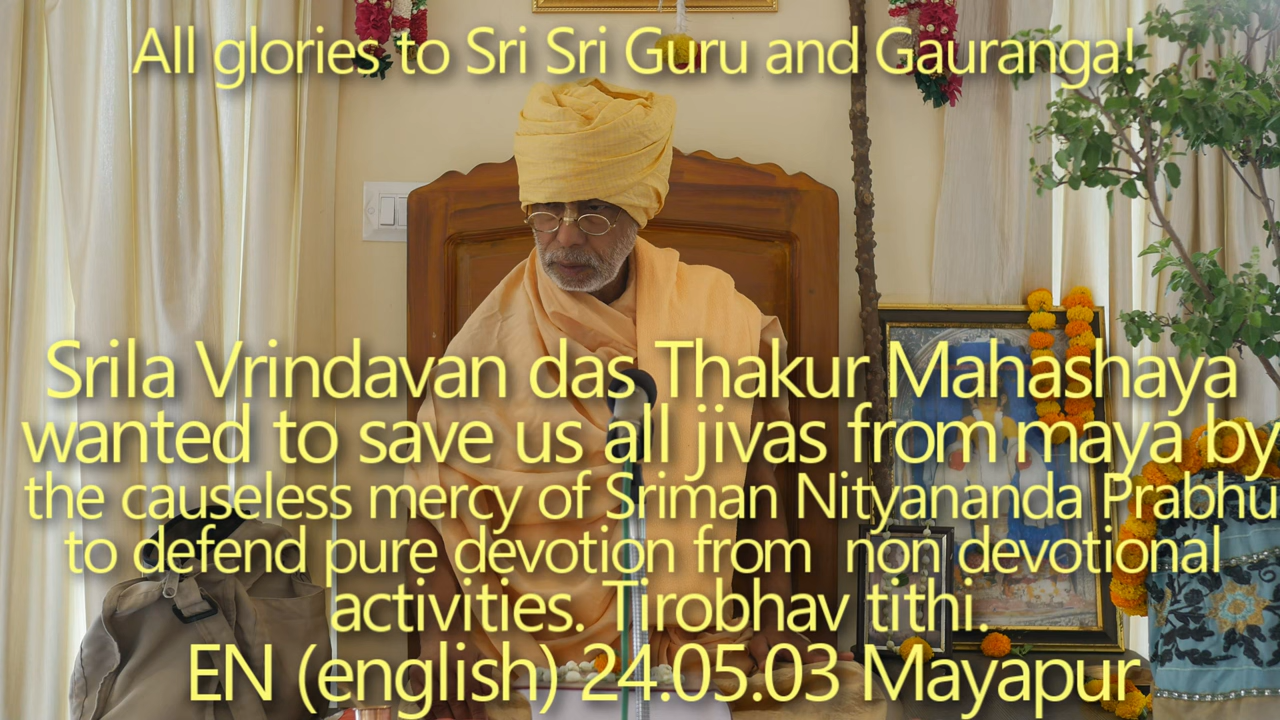 All glories to Sri Sri Guru and Gauranga!
Srila Vrindavan das Thakur Mahashaya
wanted to save us all jivas from maya by
the causeless mercy of Sriman Nityananda Prabhu
to defend pure devotion from non devotional
activities. Tirobhav tithi.
EN (english) 24.05.03 Mayapur